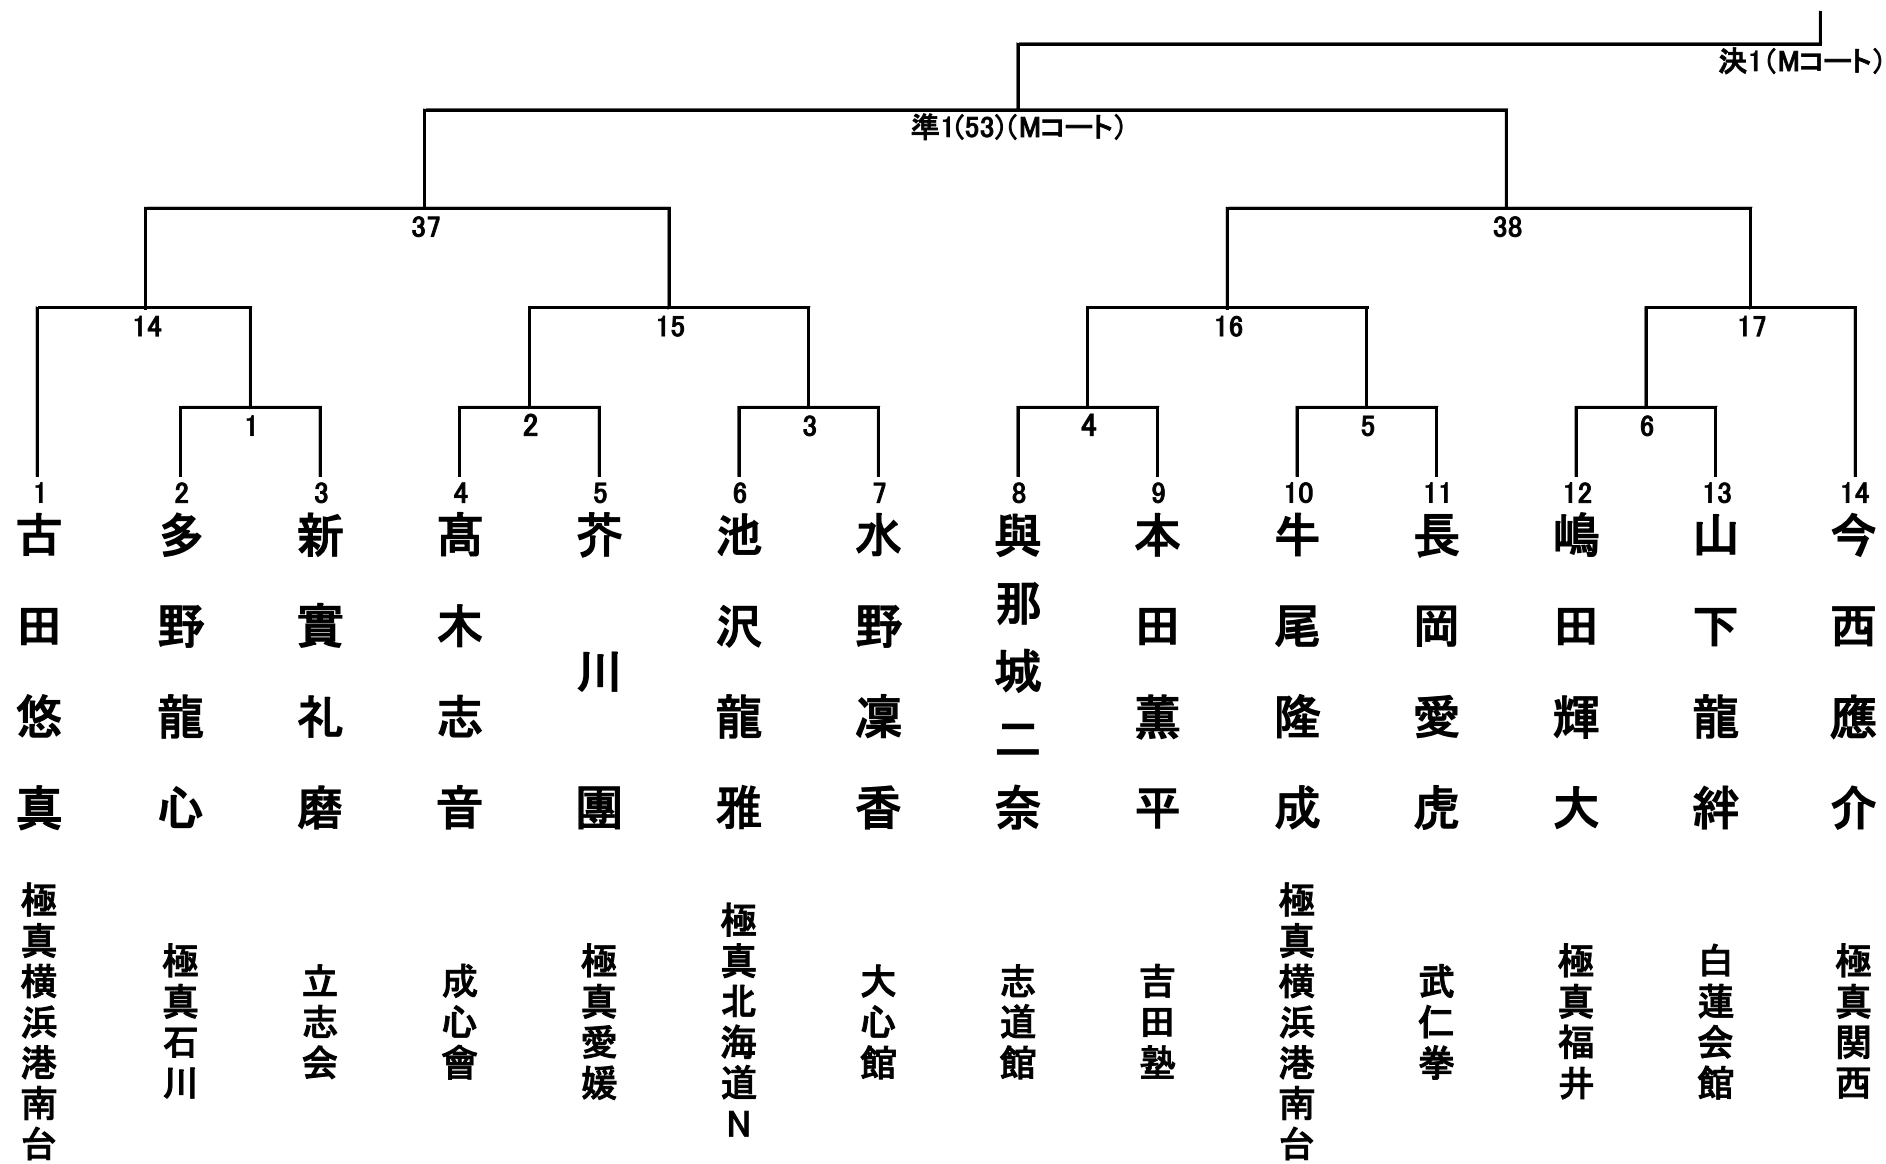 決1(Mコート)
準1(53)(Mコート)
37
38
14
15
16
17
1
2
3
4
5
6
1
2
3
4
5
6
7
8
9
10
11
12
13
14
古田悠真
多野龍心
新實礼磨
髙木志音
芥川團
池沢龍雅
水野凜香
與那城二奈
本田薫平
牛尾隆成
長岡愛虎
嶋田輝大
山下龍絆
今西應介
極真横浜港南台
極真石川
立志会
成心會
極真愛媛
極真北海道N
大心館
志道館
吉田塾
極真横浜港南台
武仁拳
極真福井
白蓮会館
極真関西